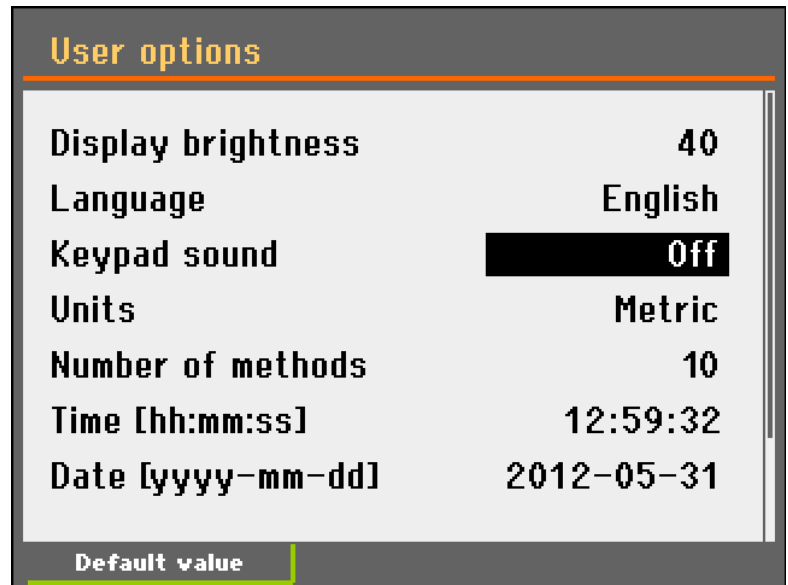 User options
Display brightness 40
Language English
Keypad sound Off
Units Metric
Number of methods 10
Time [hh:mm:ss] 12:59:32
Date [yyyy-mm-dd] 2012-05-31
Default value